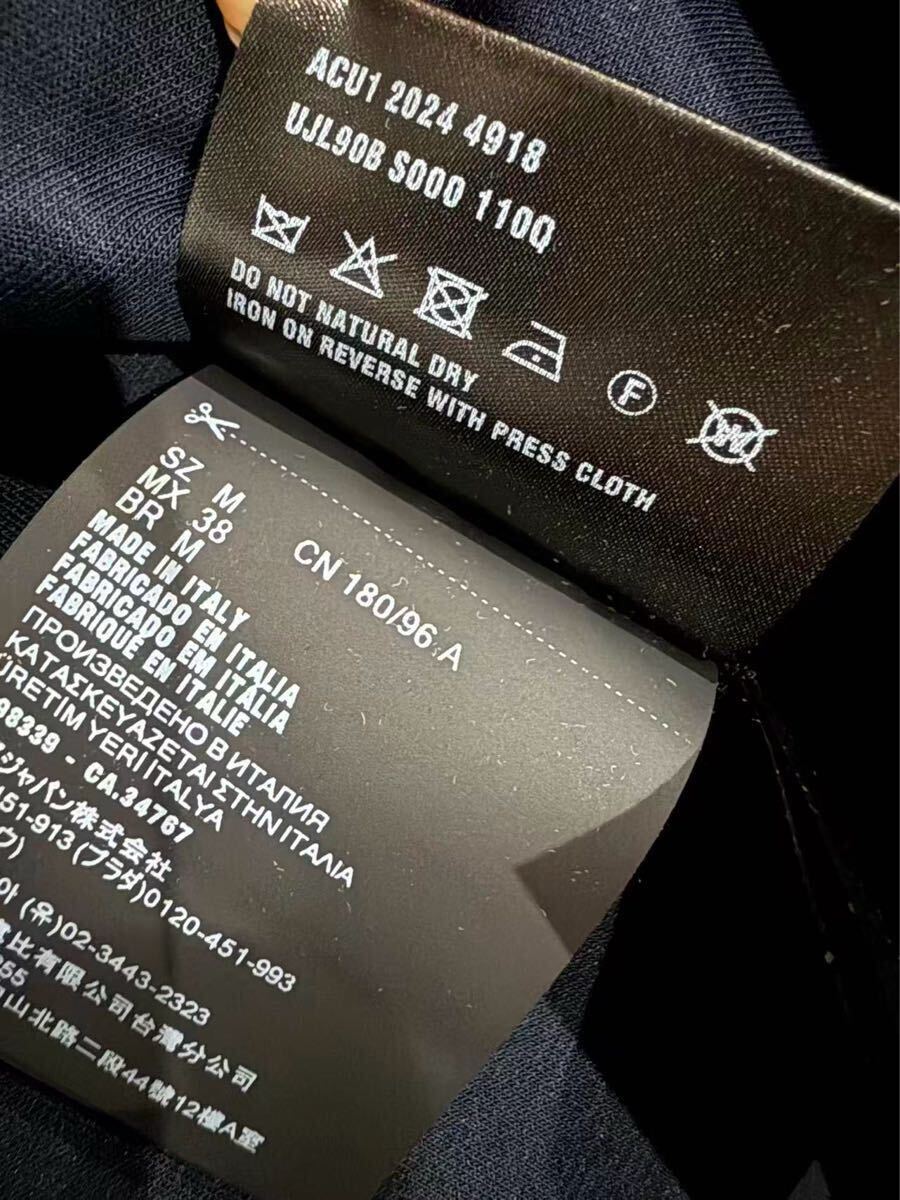 ACU1 2024 4918
UJL90B S000 110Q
DO NOT NATURAL DRY
IRON ON REVERSE WITH PRESS CLOTH
F
SZ M
MX 38
BR M
CN 180/96 A
MADE IN ITALY
FABRICADO EN ITALIA
FABRICADO EM ITALIA
FABRIQUÉ EN ITALIE
ПРОИЗВЕДЕНО В ИТАЛИЯ
ΚΑΤΑΣΚΕΥΑΖΕΤΑΙ ΣΤΗΝ ΙΤΑΛΙΑ
ÜRETIM YERI ITALYA
98339 - CA.34767
ジャパン株式会社
451-913 (プラダ)0120-451-993
ウ)
아 (유)02-3443-2323
比有限公司台灣分公司
山北路二段44號12樓A室